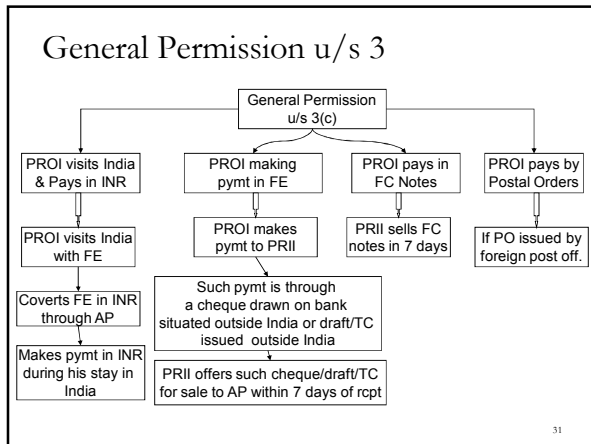 General Permission u/s 3
General Permission
u/s 3(c)
PROI visits India
& Pays in INR
PROI visits India
with FE
Coverts FE in INR
through AP
Makes pymt in INR
during his stay in
India
PROI making
pymt in FE
PROI makes
pymt to PRII
Such pymt is through
a cheque drawn on bank
situated outside India or draft/TC
issued outside India
PRII offers such cheque/draft/TC
for sale to AP within 7 days of rcpt
PROI pays in
FC Notes
PRII sells FC
notes in 7 days
PROI pays by
Postal Orders
If PO issued by
foreign post off.
31